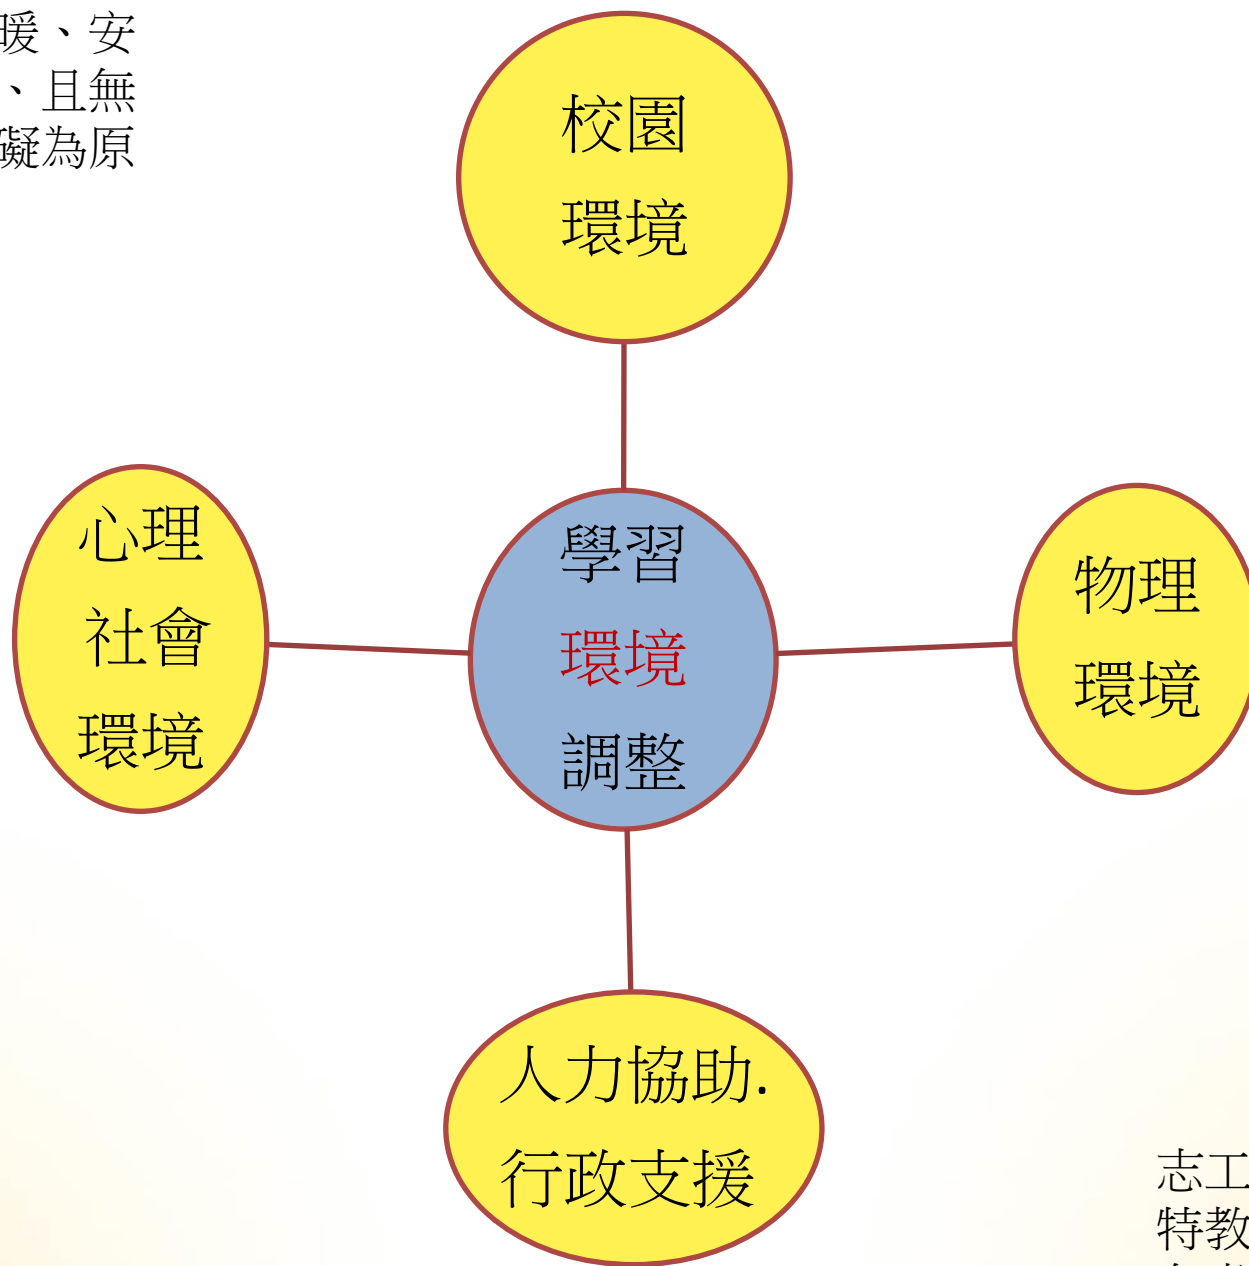 暖、安
、且無
礙為原
校園
環境
心理
社會
環境
學習
環境
調整
物理
環境
人力協助.
行政支援
志工
特教